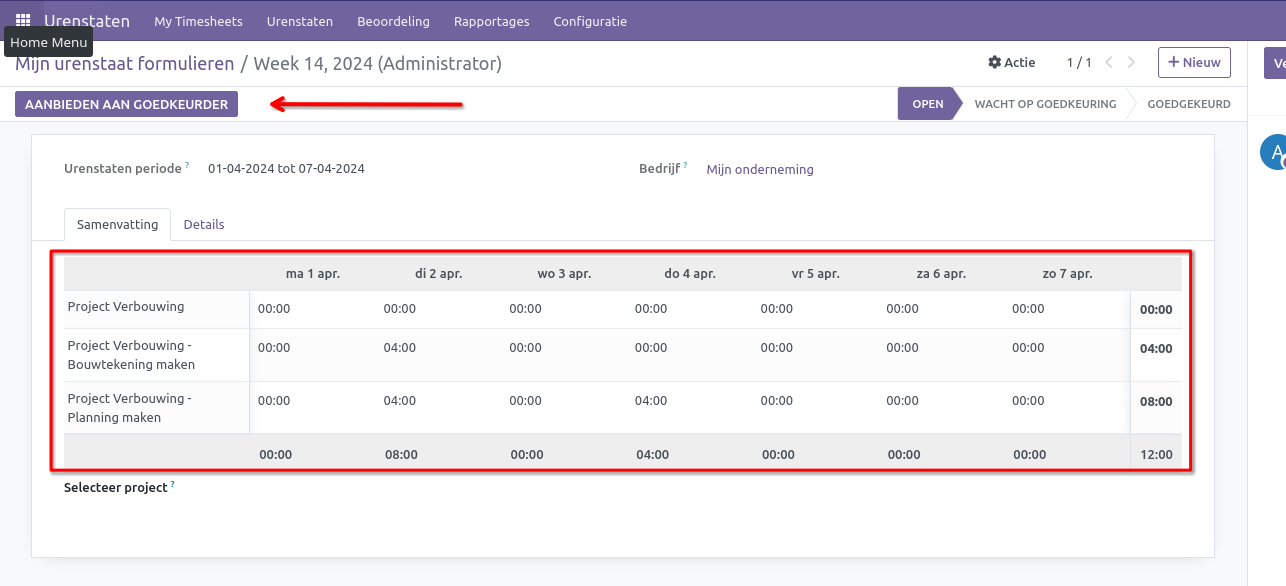 Urenstaten My Timesheets Urenstaten Beoordeling Rapportages Configuratie
Home Menu
Mijn urenstaat formulieren / Week 14, 2024 (Administrator) Actie 1 / 1 + Nieuw
AANBIEDEN AAN GOEDKEURDER OPEN WACHT OP GOEDKEURING GOEDGEKEURD
A
Urenstaten periode ? 01-04-2024 tot 07-04-2024 Bedrijf ? Mijn onderneming
Samenvatting Details
ma 1 apr. di 2 apr. wo 3 apr. do 4 apr. vr 5 apr. za 6 apr. zo 7 apr.
Project Verbouwing 00:00 00:00 00:00 00:00 00:00 00:00 00:00 00:00
Project Verbouwing - 00:00 04:00 00:00 00:00 00:00 00:00 00:00 04:00
Bouwtekening maken
Project Verbouwing - 00:00 04:00 00:00 04:00 00:00 00:00 00:00 08:00
Planning maken
00:00 08:00 00:00 04:00 00:00 00:00 00:00 12:00
Selecteer project ?